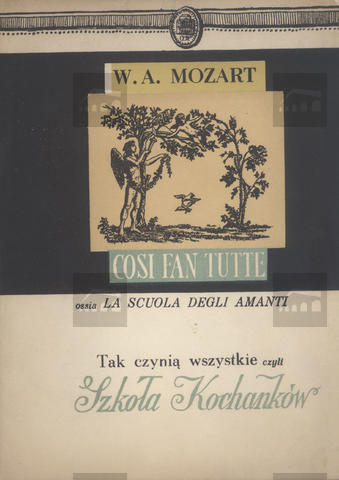 W. A. MOZART
COSI FAN TUTTE
ossia LA SCUOLA DEGLI AMANTI
Tak czynią wszystkie czyli
Szkoła Kochanków